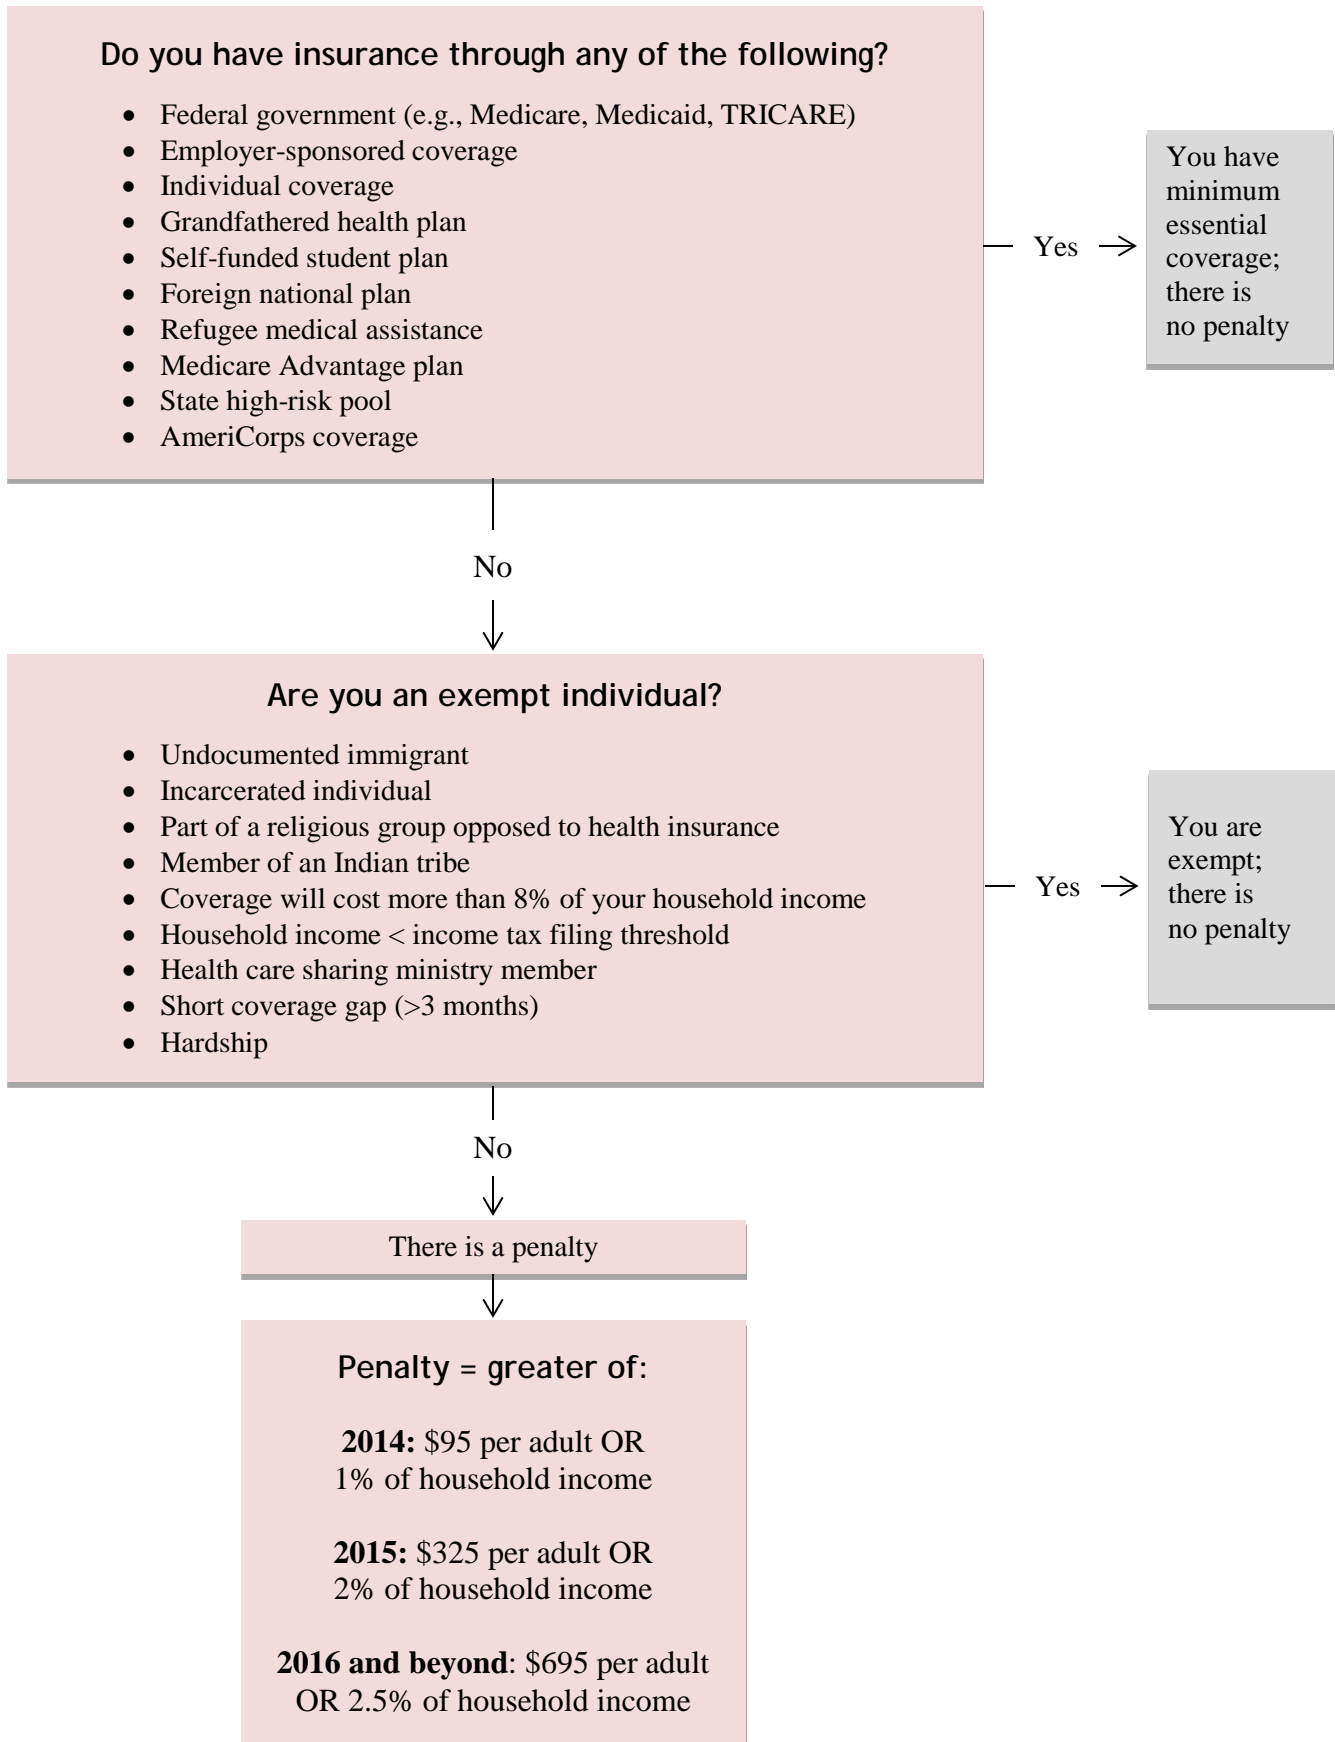 Do you have insurance through any of the following?
• Federal government (e.g., Medicare, Medicaid, TRICARE)
• Employer-sponsored coverage
• Individual coverage
• Grandfathered health plan
• Self-funded student plan
• Foreign national plan
• Refugee medical assistance
• Medicare Advantage plan
• State high-risk pool
• AmeriCorps coverage
Yes
You have
minimum
essential
coverage;
there is
no penalty
No
Are you an exempt individual?
• Undocumented immigrant
• Incarcerated individual
• Part of a religious group opposed to health insurance
• Member of an Indian tribe
• Coverage will cost more than 8% of your household income
• Household income < income tax filing threshold
• Health care sharing ministry member
• Short coverage gap (>3 months)
• Hardship
Yes
You are
exempt;
there is
no penalty
No
There is a penalty
Penalty = greater of:
2014: $95 per adult OR
1% of household income
2015: $325 per adult OR
2% of household income
2016 and beyond: $695 per adult
OR 2.5% of household income